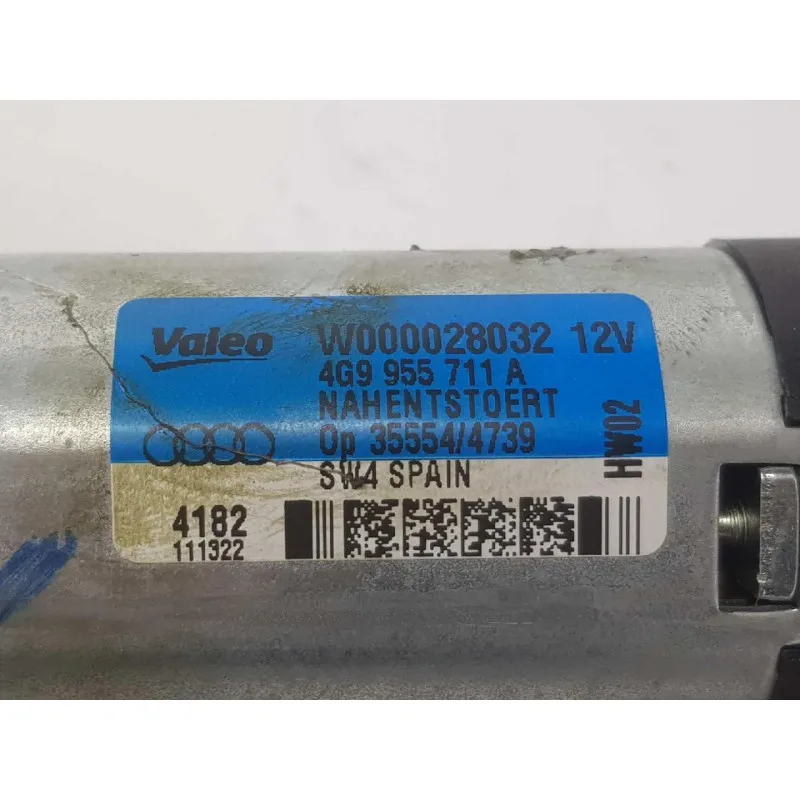 Valeo W000028032 12V
4G9 955 711 A
NAHENTSTOERT
Op 35554/4739
SW4 SPAIN
HW02
4182
111322